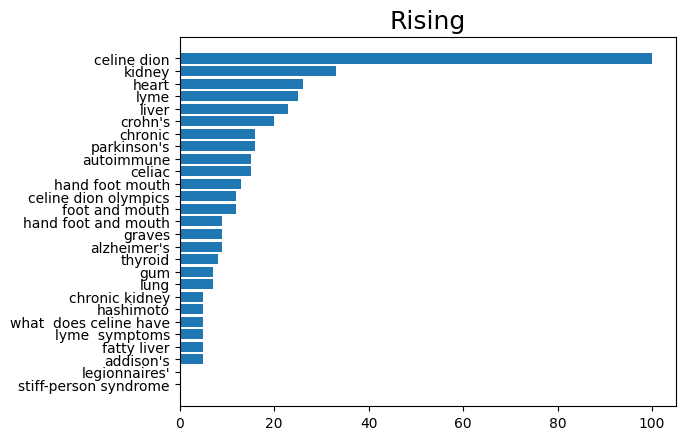 Rising
celine dion
kidney
heart
lyme
liver
crohn's
chronic
parkinson's
autoimmune
celiac
hand foot mouth
celine dion olympics
foot and mouth
hand foot and mouth
graves
alzheimer's
thyroid
gum
lung
chronic kidney
hashimoto
what  does celine have
lyme  symptoms
fatty liver
addison's
legionnaires'
stiff-person syndrome
0 20 40 60 80 100